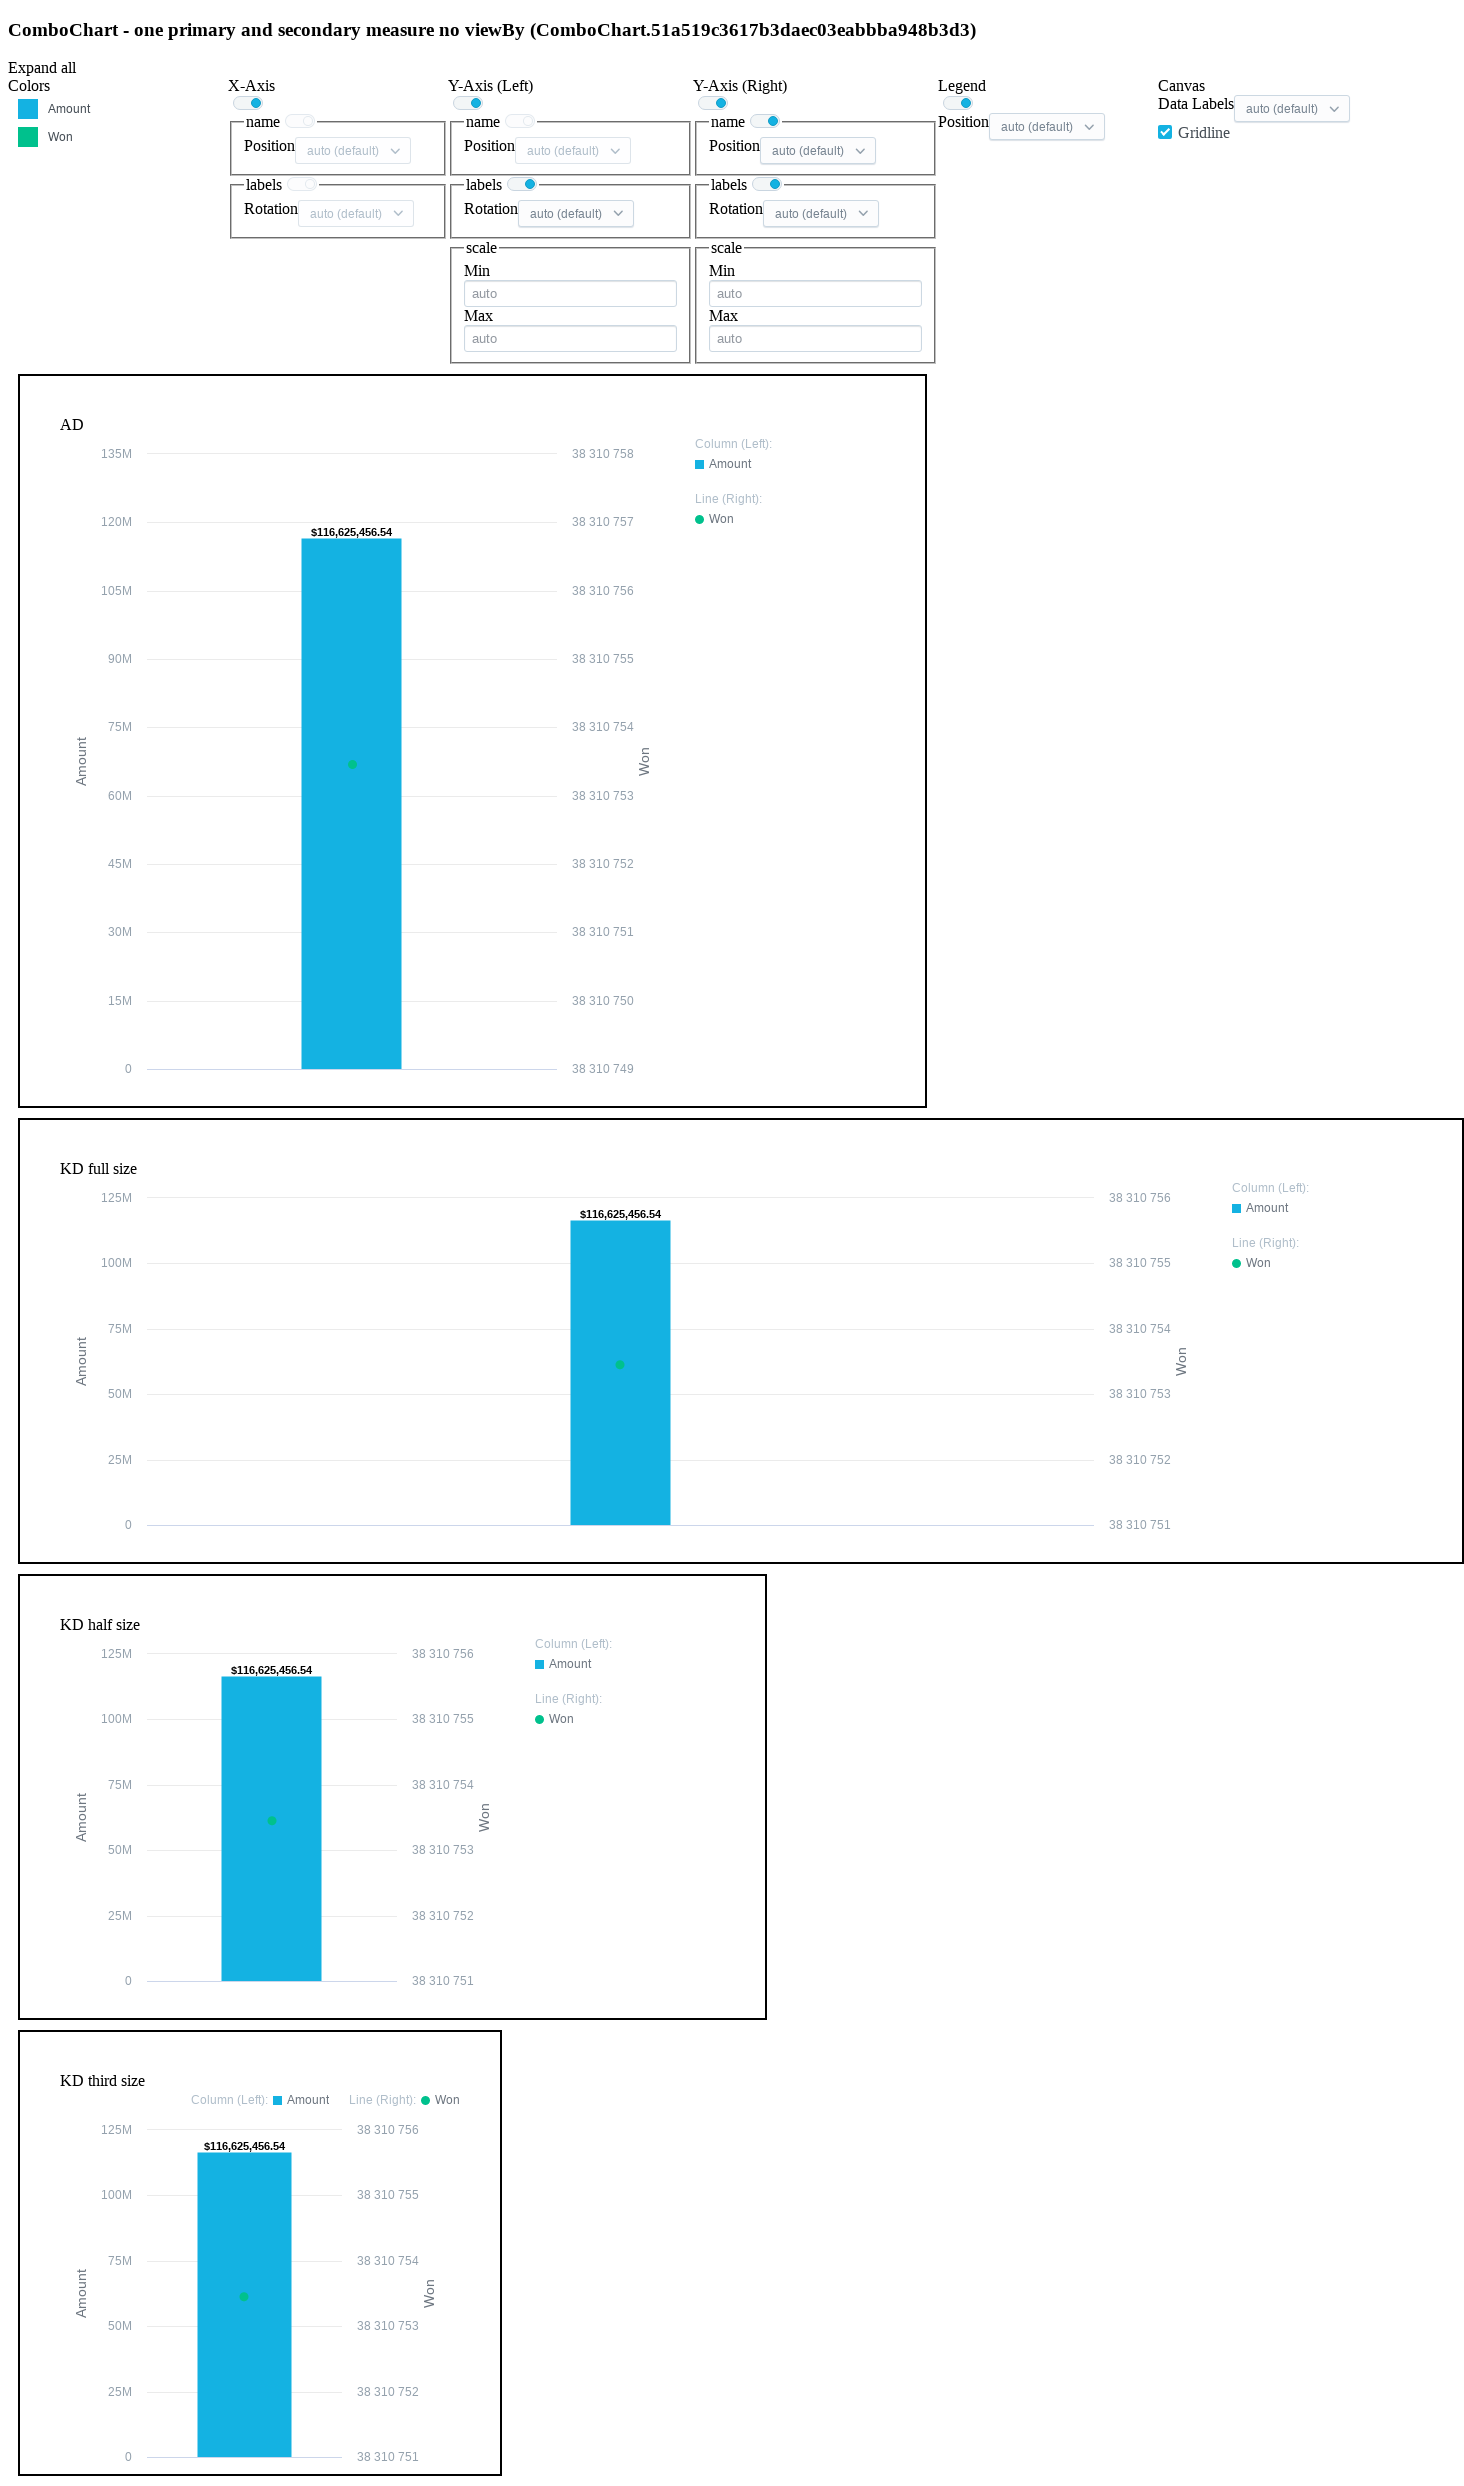 ComboChart - one primary and secondary measure no viewBy (ComboChart.51a519c3617b3daec03eabbba948b3d3)
Expand all
Colors
Amount
Won
X-Axis
name
Position auto (default)
labels
Rotation auto (default)
Y-Axis (Left)
name
Position auto (default)
labels
Rotation auto (default)
scale
Min
auto
Max
auto
Y-Axis (Right)
name
Position auto (default)
labels
Rotation auto (default)
scale
Min
auto
Max
auto
Legend
Position auto (default)
Canvas
Data Labels auto (default)
Gridline
AD
Amount
135M
120M
105M
90M
75M
60M
45M
30M
15M
0
$116,625,456.54
38 310 758
38 310 757
38 310 756
38 310 755
38 310 754
38 310 753
38 310 752
38 310 751
38 310 750
38 310 749
Won
Column (Left):
Amount
Line (Right):
Won
KD full size
Amount
125M
100M
75M
50M
25M
0
$116,625,456.54
38 310 756
38 310 755
38 310 754
38 310 753
38 310 752
38 310 751
Won
Column (Left):
Amount
Line (Right):
Won
KD half size
Amount
125M
100M
75M
50M
25M
0
$116,625,456.54
38 310 756
38 310 755
38 310 754
38 310 753
38 310 752
38 310 751
Won
Column (Left):
Amount
Line (Right):
Won
KD third size
Column (Left): Amount Line (Right): Won
Amount
125M
100M
75M
50M
25M
0
$116,625,456.54
38 310 756
38 310 755
38 310 754
38 310 753
38 310 752
38 310 751
Won